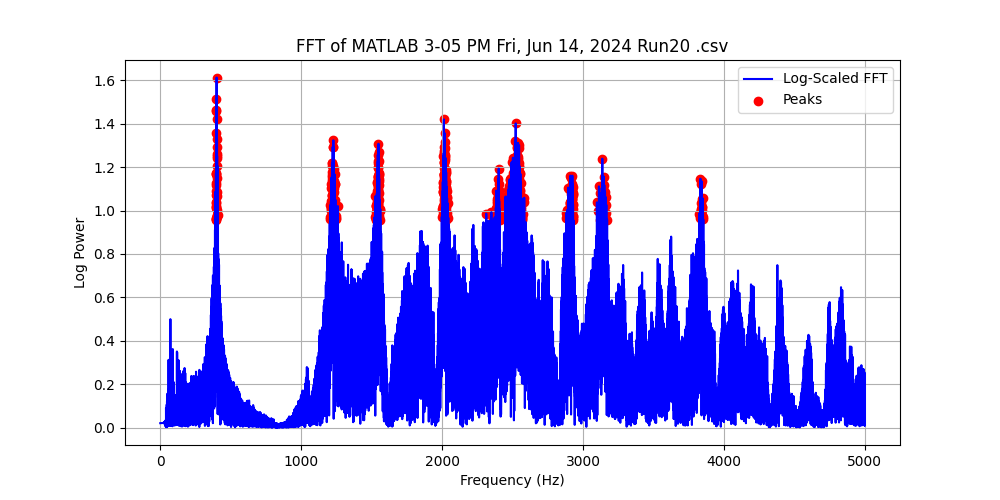 FFT of MATLAB 3-05 PM Fri, Jun 14, 2024 Run20 .csv
Log-Scaled FFT
Peaks
Log Power
1.6
1.4
1.2
1.0
0.8
0.6
0.4
0.2
0.0
0 1000 2000 3000 4000 5000
Frequency (Hz)